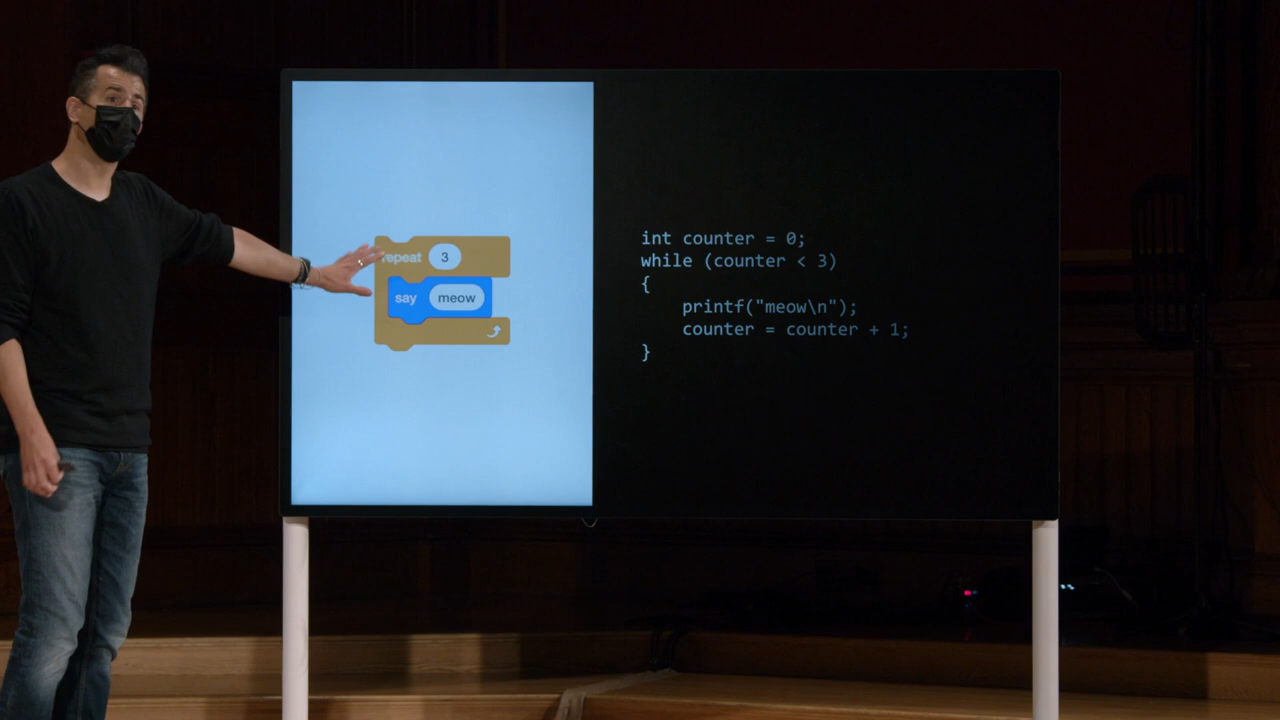 repeat 3
say meow
int counter = 0;
while (counter < 3)
{
    printf("meow\n");
    counter = counter + 1;
}